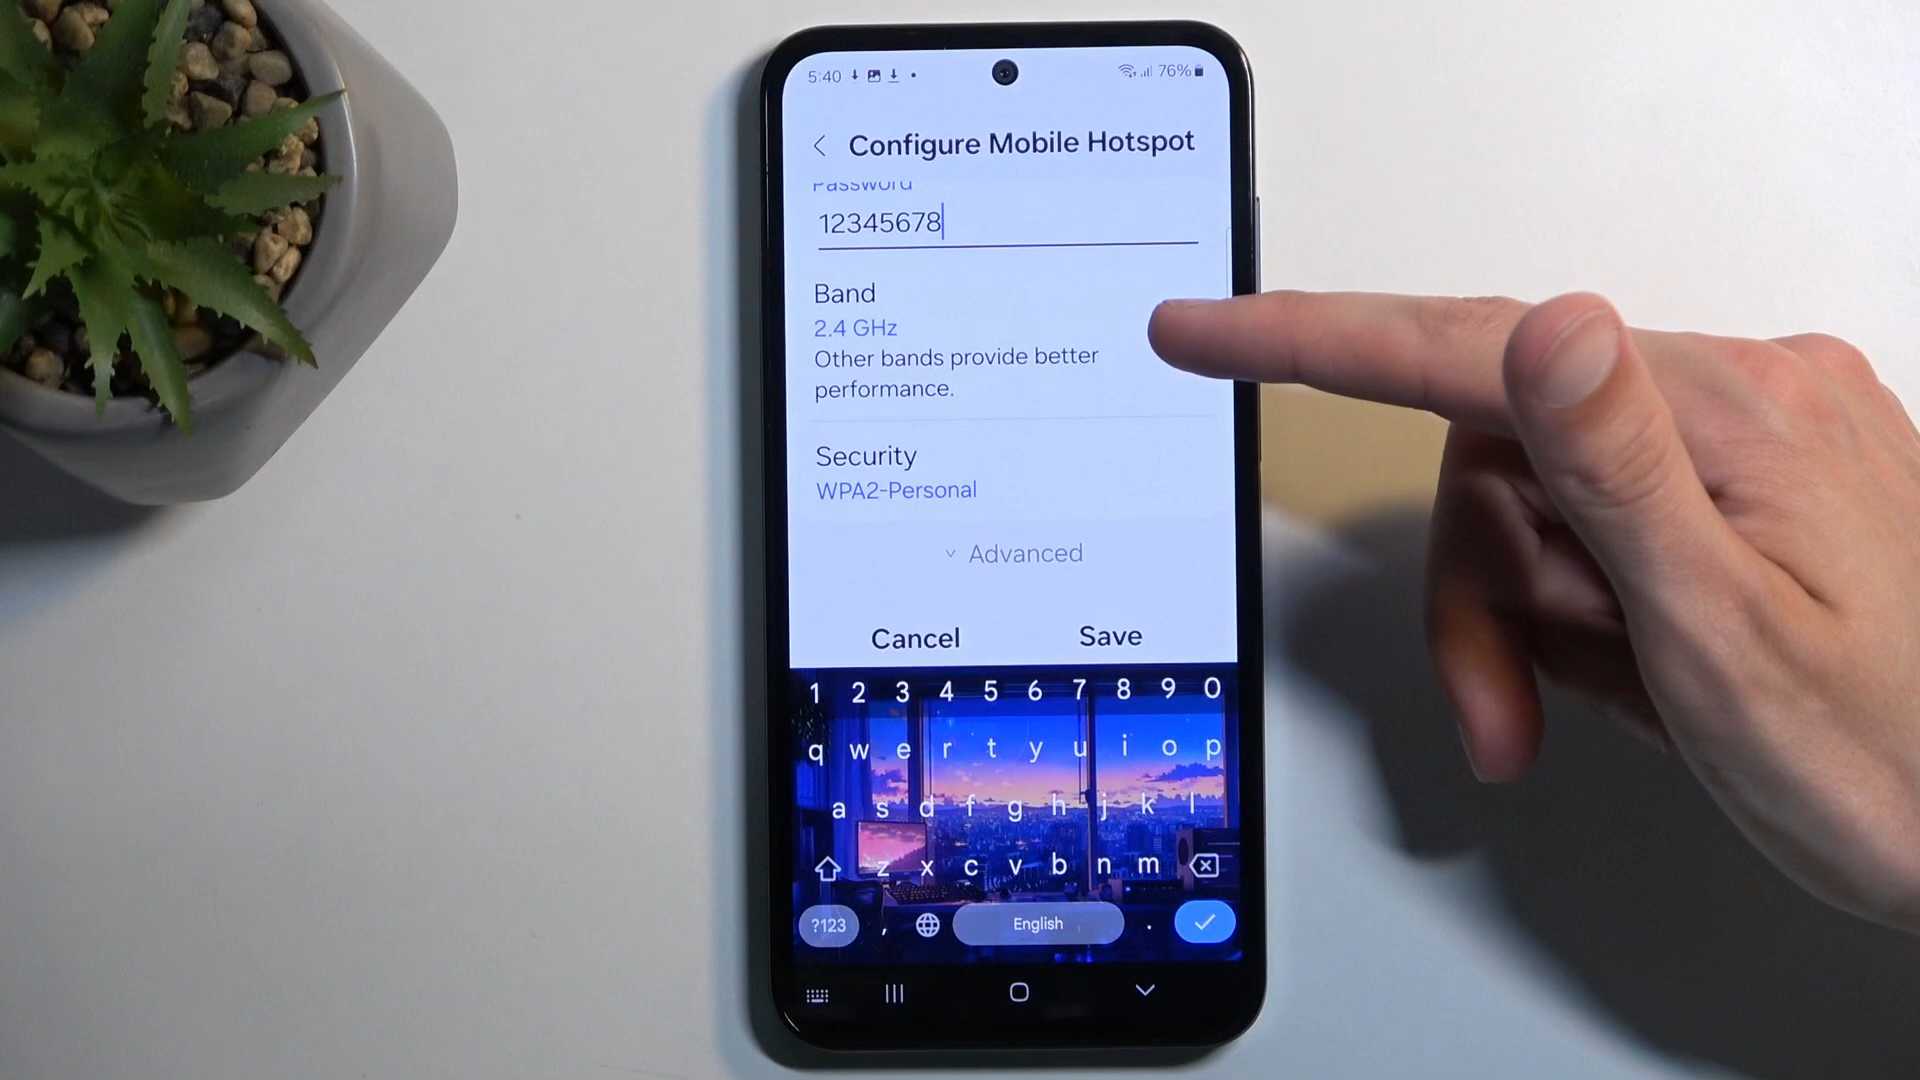 5:40 76%
Configure Mobile Hotspot
Password
12345678
Band
2.4 GHz
Other bands provide better
performance.
Security
WPA2-Personal
Advanced
Cancel Save
1 2 3 4 5 6 7 8 9 0
q w e r t y u i o p
a s d f g h j k l
z x c v b n m
?123 , English .